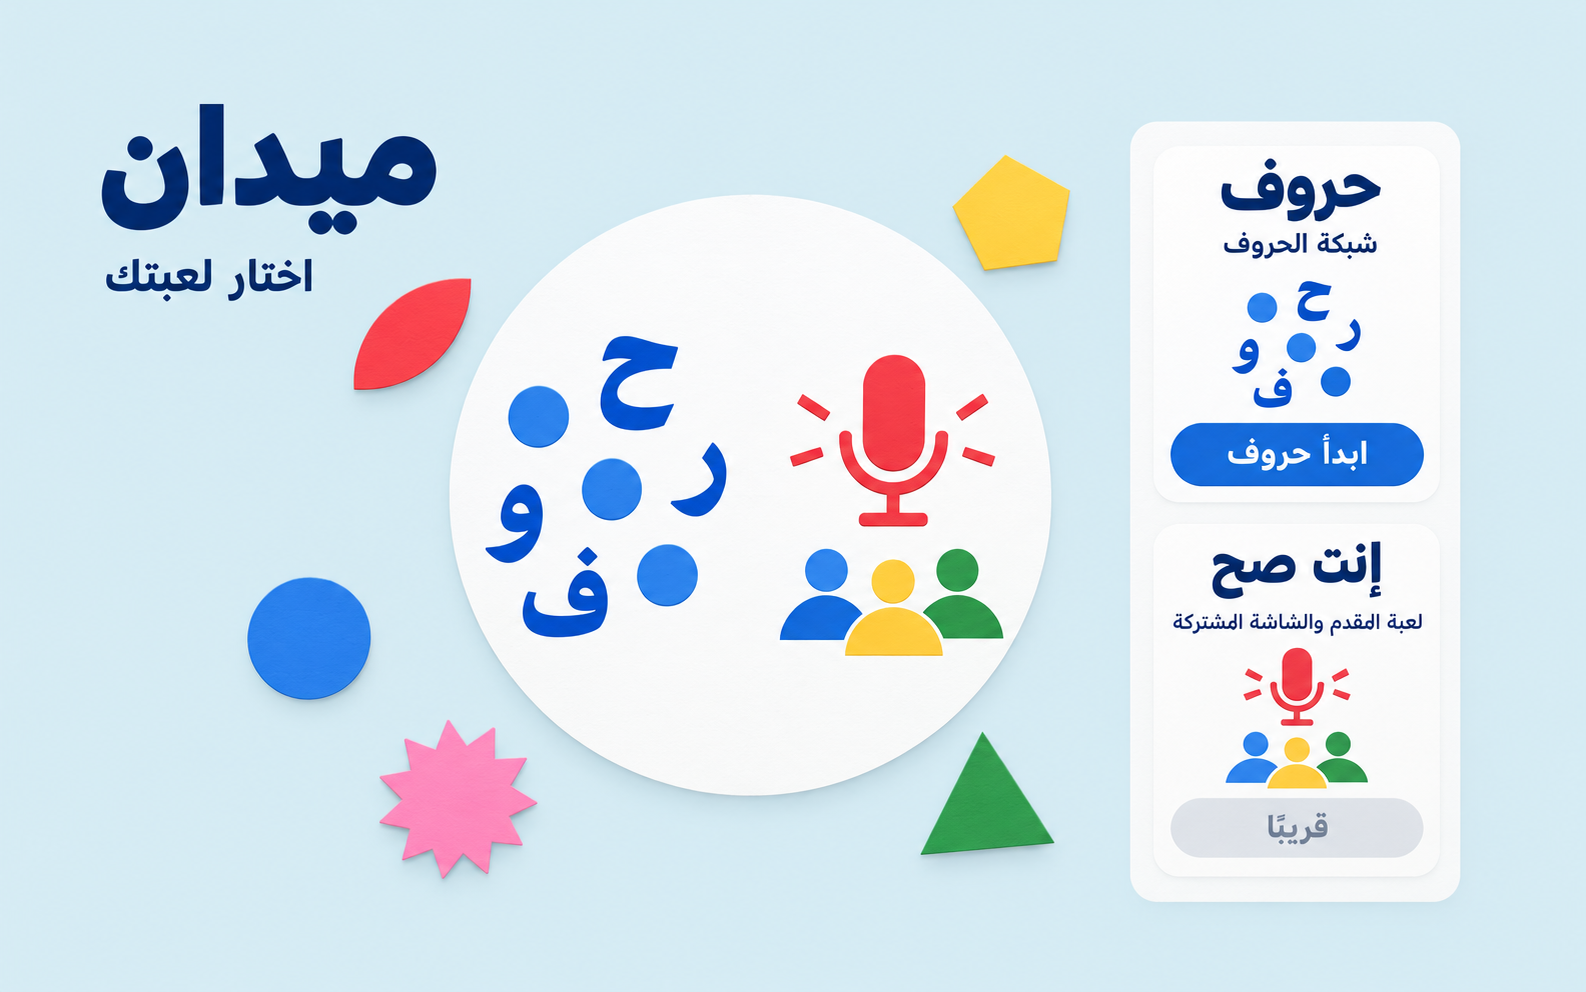 ميدان
اختار لعبتك
ح
ر
و
ف
حروف
شبكة الحروف
ح
ر
و
ف
ابدأ حروف
إنت صح
لعبة المقدم والشاشة المشتركة
قريبًا